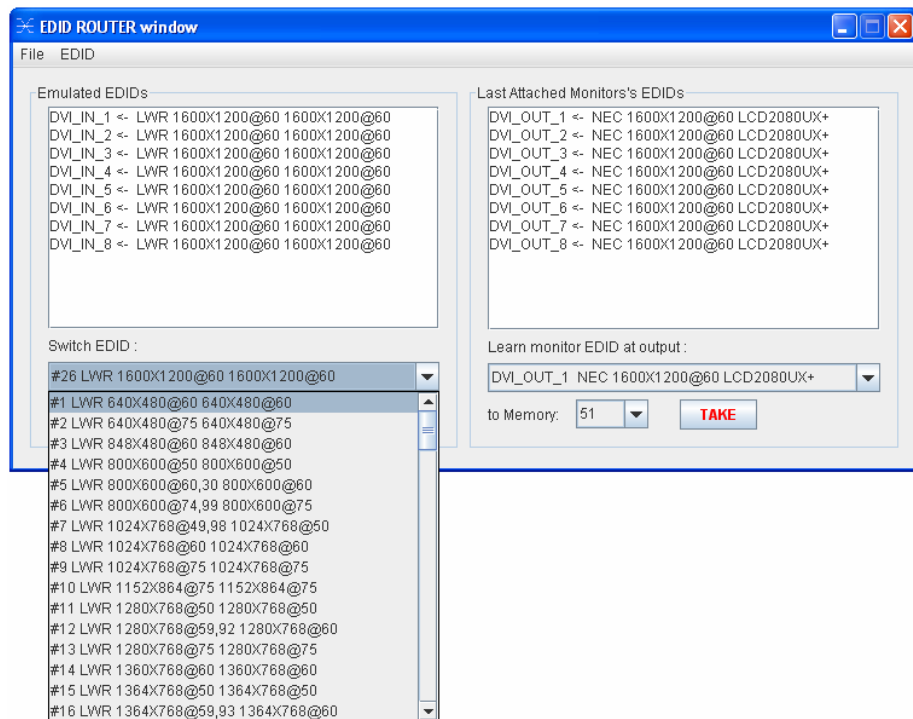 EDID ROUTER window
File EDID
Emulated EDIDs
DVI_IN_1 <- LWR 1600X1200@60 1600X1200@60
DVI_IN_2 <- LWR 1600X1200@60 1600X1200@60
DVI_IN_3 <- LWR 1600X1200@60 1600X1200@60
DVI_IN_4 <- LWR 1600X1200@60 1600X1200@60
DVI_IN_5 <- LWR 1600X1200@60 1600X1200@60
DVI_IN_6 <- LWR 1600X1200@60 1600X1200@60
DVI_IN_7 <- LWR 1600X1200@60 1600X1200@60
DVI_IN_8 <- LWR 1600X1200@60 1600X1200@60
Switch EDID :
#26 LWR 1600X1200@60 1600X1200@60
#1 LWR 640X480@60 640X480@60
#2 LWR 640X480@75 640X480@75
#3 LWR 848X480@60 848X480@60
#4 LWR 800X600@50 800X600@50
#5 LWR 800X600@60,30 800X600@60
#6 LWR 800X600@74,99 800X600@75
#7 LWR 1024X768@49,98 1024X768@50
#8 LWR 1024X768@60 1024X768@60
#9 LWR 1024X768@75 1024X768@75
#10 LWR 1152X864@75 1152X864@75
#11 LWR 1280X768@50 1280X768@50
#12 LWR 1280X768@59,92 1280X768@60
#13 LWR 1280X768@75 1280X768@75
#14 LWR 1360X768@60 1360X768@60
#15 LWR 1364X768@50 1364X768@50
#16 LWR 1364X768@59,93 1364X768@60
Last Attached Monitors's EDIDs
DVI_OUT_1 <- NEC 1600X1200@60 LCD2080UX+
DVI_OUT_2 <- NEC 1600X1200@60 LCD2080UX+
DVI_OUT_3 <- NEC 1600X1200@60 LCD2080UX+
DVI_OUT_4 <- NEC 1600X1200@60 LCD2080UX+
DVI_OUT_5 <- NEC 1600X1200@60 LCD2080UX+
DVI_OUT_6 <- NEC 1600X1200@60 LCD2080UX+
DVI_OUT_7 <- NEC 1600X1200@60 LCD2080UX+
DVI_OUT_8 <- NEC 1600X1200@60 LCD2080UX+
Learn monitor EDID at output :
DVI_OUT_1 NEC 1600X1200@60 LCD2080UX+
to Memory: 51 TAKE